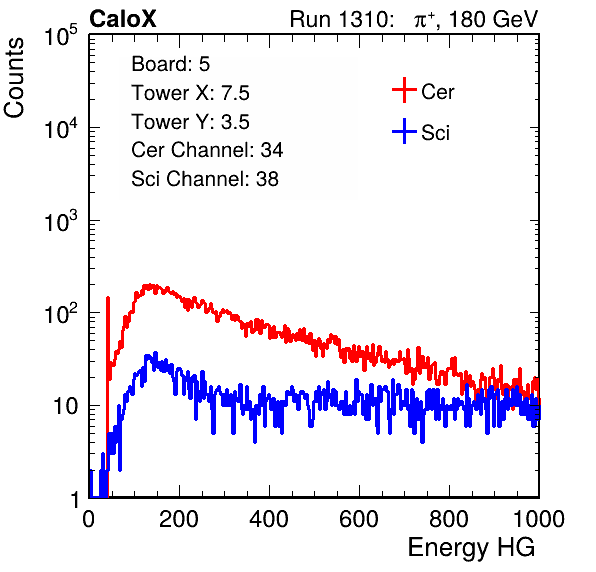 CaloX Run 1310: π⁺, 180 GeV
Counts
10⁵
10⁴
10³
10²
10
1
Board: 5
Tower X: 7.5
Tower Y: 3.5
Cer Channel: 34
Sci Channel: 38
Cer
Sci
0 200 400 600 800 1000
Energy HG